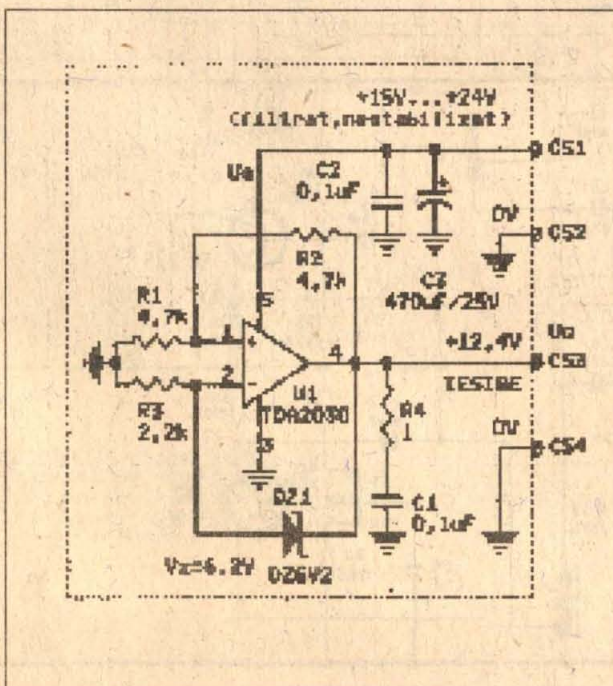 +15V...+24V
(filtrat,nestabilizat)
CS1
C2
0,1uF
Ua
0V
CS2
R2
4,7k
C3
470uF/25V
R1
4,7k
5
1
+
4
+12,4V
Uo
CS3
2
-
R3
2,2k
U1
TDA2030
IESIRE
3
R4
1
0V
CS4
DZ1
C1
0,1uF
Vz=6.2V
DZ6V2